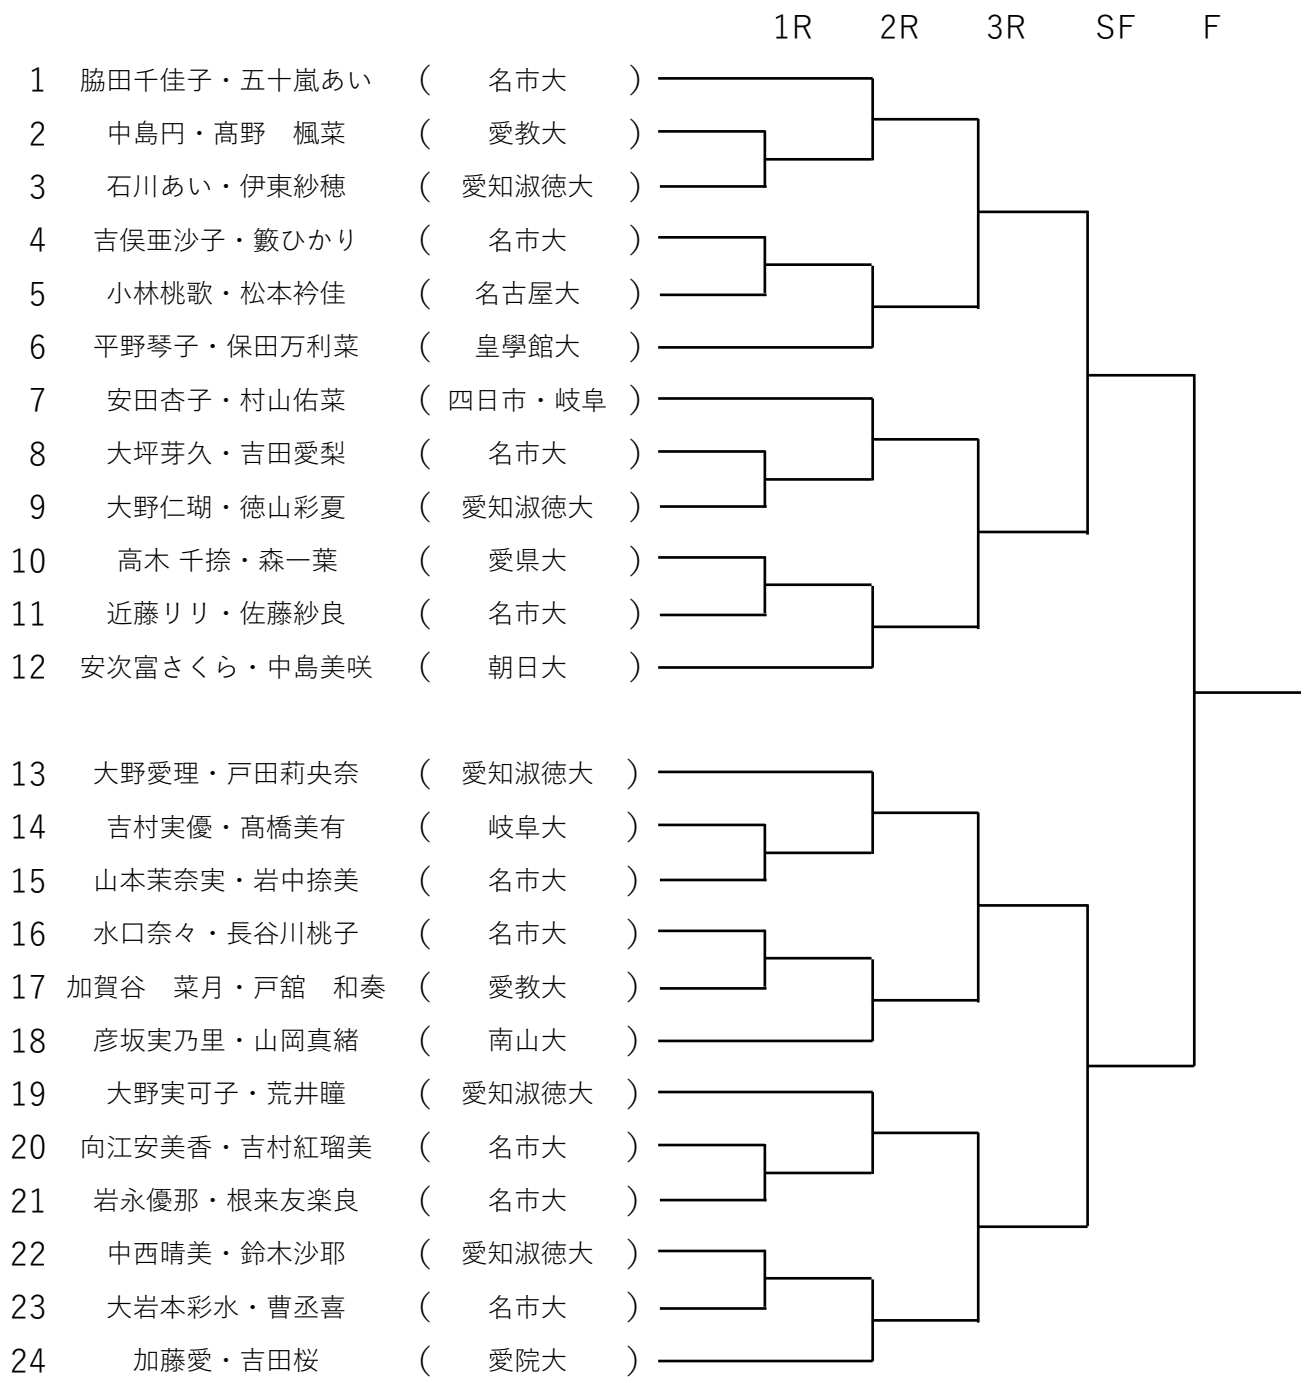 1R 2R 3R SF F
1 脇田千佳子・五十嵐あい ( 名市大 )
2 中島円・髙野　楓菜 ( 愛教大 )
3 石川あい・伊東紗穂 ( 愛知淑徳大 )
4 吉俣亜沙子・籔ひかり ( 名市大 )
5 小林桃歌・松本衿佳 ( 名古屋大 )
6 平野琴子・保田万利菜 ( 皇學館大 )
7 安田杏子・村山佑菜 ( 四日市・岐阜 )
8 大坪芽久・吉田愛梨 ( 名市大 )
9 大野仁瑚・徳山彩夏 ( 愛知淑徳大 )
10 高木 千捺・森一葉 ( 愛県大 )
11 近藤リリ・佐藤紗良 ( 名市大 )
12 安次富さくら・中島美咲 ( 朝日大 )
13 大野愛理・戸田莉央奈 ( 愛知淑徳大 )
14 吉村実優・髙橋美有 ( 岐阜大 )
15 山本茉奈実・岩中捺美 ( 名市大 )
16 水口奈々・長谷川桃子 ( 名市大 )
17 加賀谷　菜月・戸舘　和奏 ( 愛教大 )
18 彦坂実乃里・山岡真緒 ( 南山大 )
19 大野実可子・荒井瞳 ( 愛知淑徳大 )
20 向江安美香・吉村紅瑠美 ( 名市大 )
21 岩永優那・根来友楽良 ( 名市大 )
22 中西晴美・鈴木沙耶 ( 愛知淑徳大 )
23 大岩本彩水・曹丞喜 ( 名市大 )
24 加藤愛・吉田桜 ( 愛院大 )